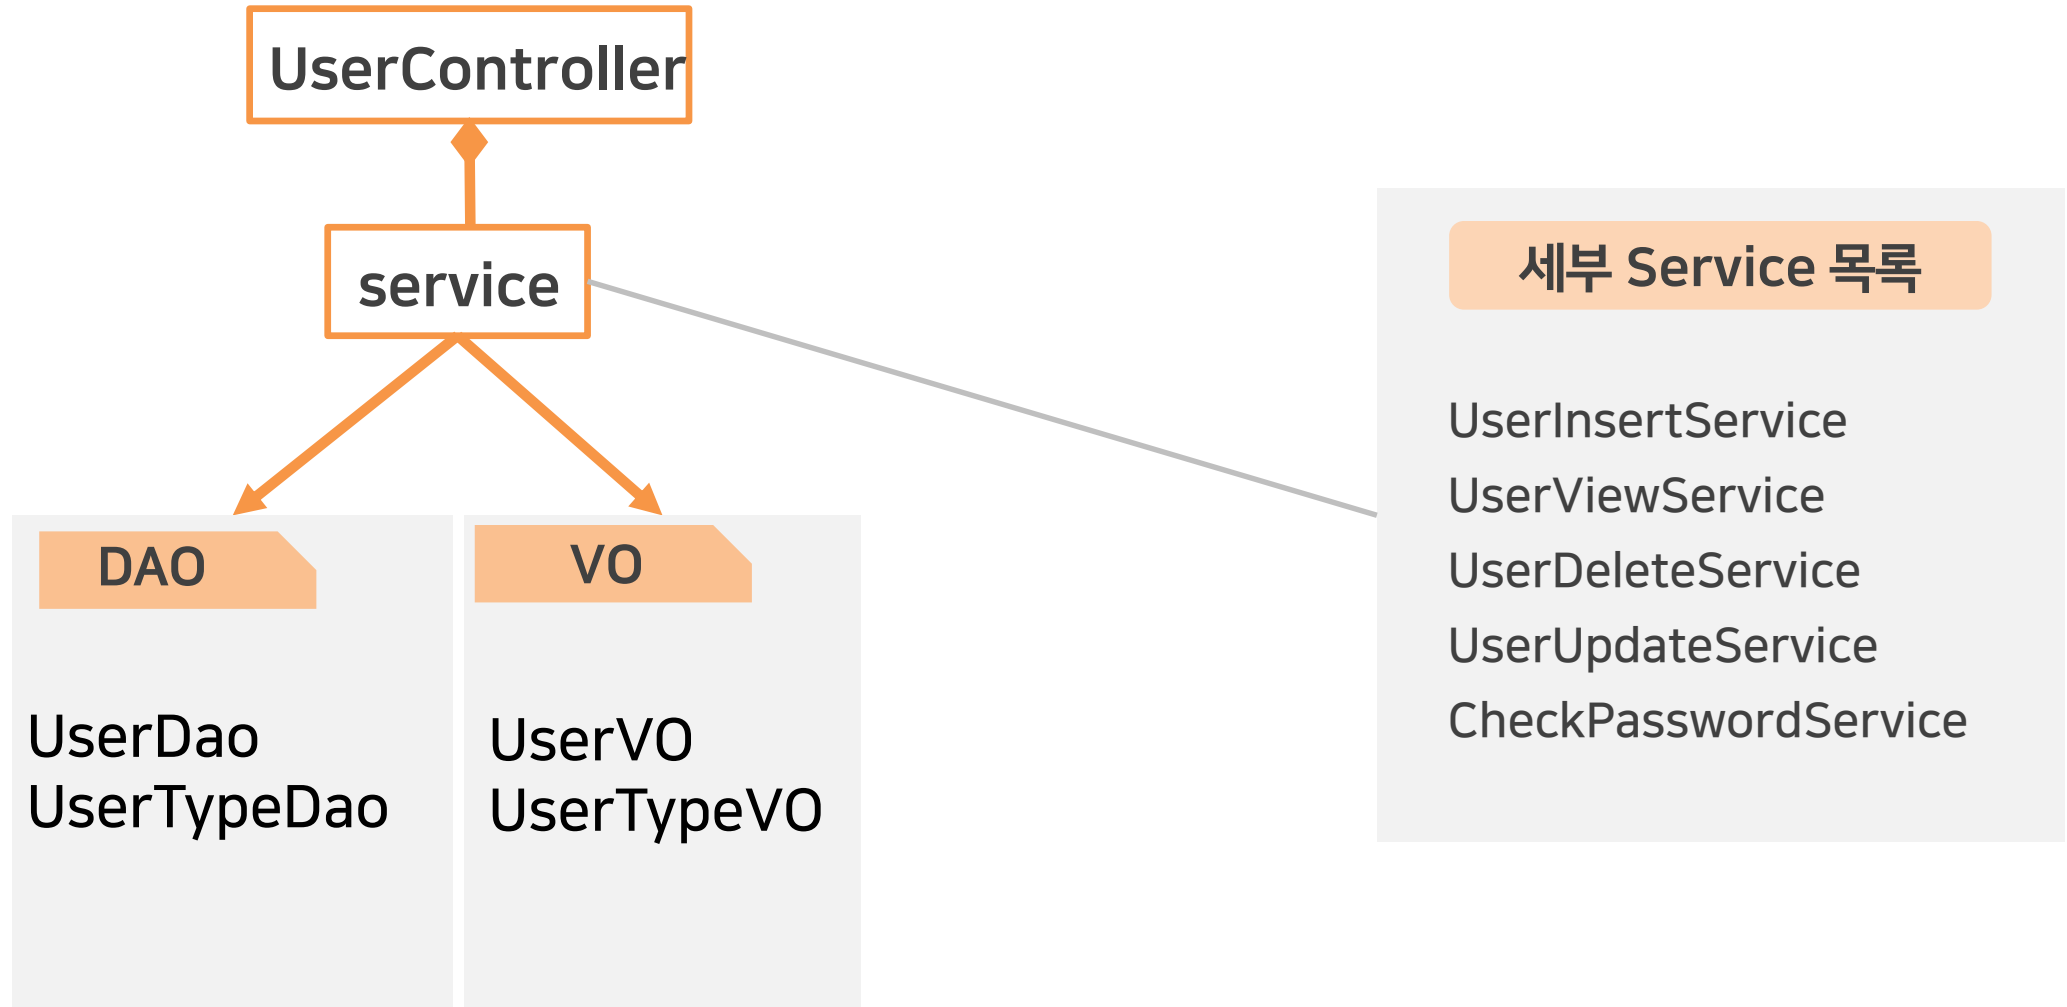 UserController
service
세부 Service 목록
UserInsertService
UserViewService
UserDeleteService
UserUpdateService
CheckPasswordService
DAO
UserDao
UserTypeDao
VO
UserVO
UserTypeVO